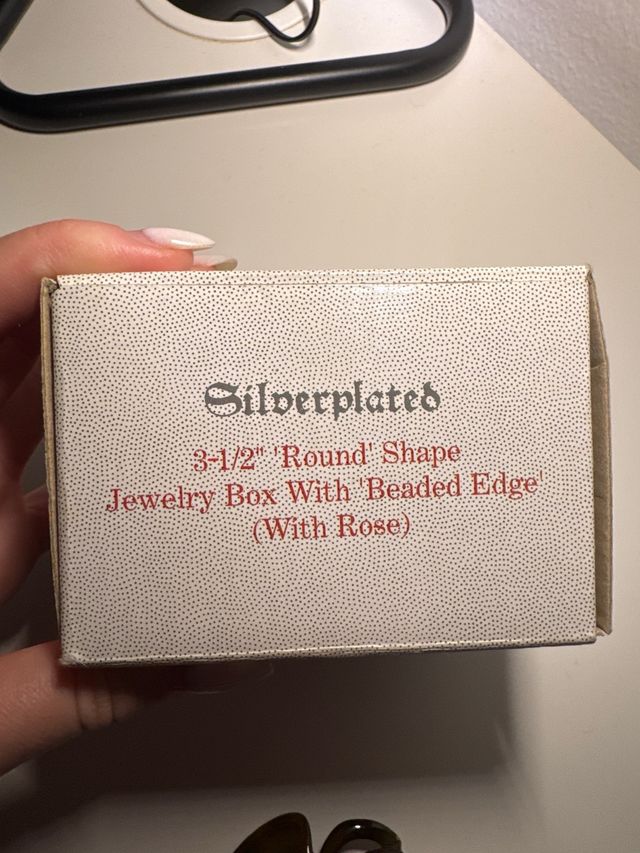 Silverplated
3-1/2" 'Round' Shape
Jewelry Box With 'Beaded Edge'
(With Rose)